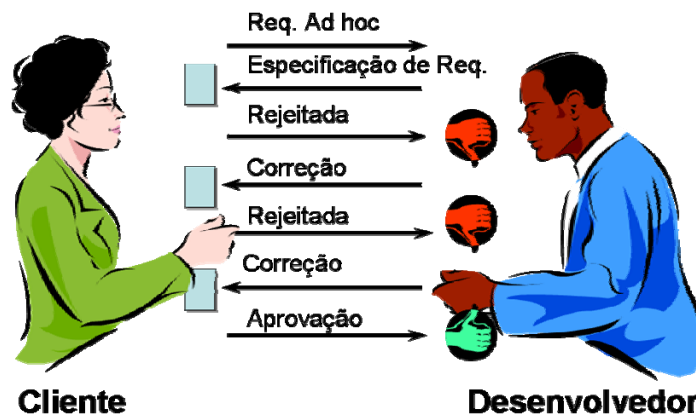 Req. Ad hoc
Especificação de Req.
Rejeitada
Correção
Rejeitada
Correção
Aprovação
Cliente
Desenvolvedor